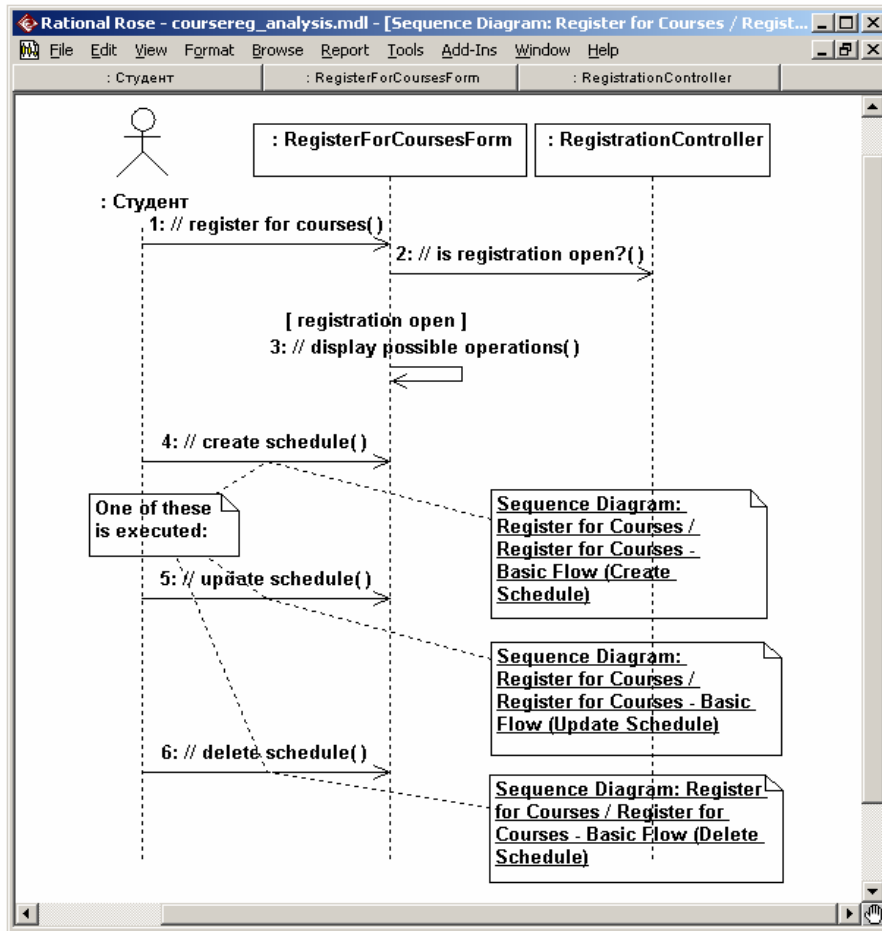 Rational Rose - coursereg_analysis.mdl - [Sequence Diagram: Register for Courses / Regist...
File Edit View Format Browse Report Tools Add-Ins Window Help
: Студент : RegisterForCoursesForm : RegistrationController
: RegisterForCoursesForm : RegistrationController
: Студент
1: // register for courses( )
2: // is registration open?( )
[ registration open ]
3: // display possible operations( )
4: // create schedule( )
One of these
is executed:
Sequence Diagram:
Register for Courses /
Register for Courses -
Basic Flow (Create
Schedule)
5: // update schedule( )
Sequence Diagram:
Register for Courses /
Register for Courses - Basic
Flow (Update Schedule)
6: // delete schedule( )
Sequence Diagram: Register
for Courses / Register for
Courses - Basic Flow (Delete
Schedule)